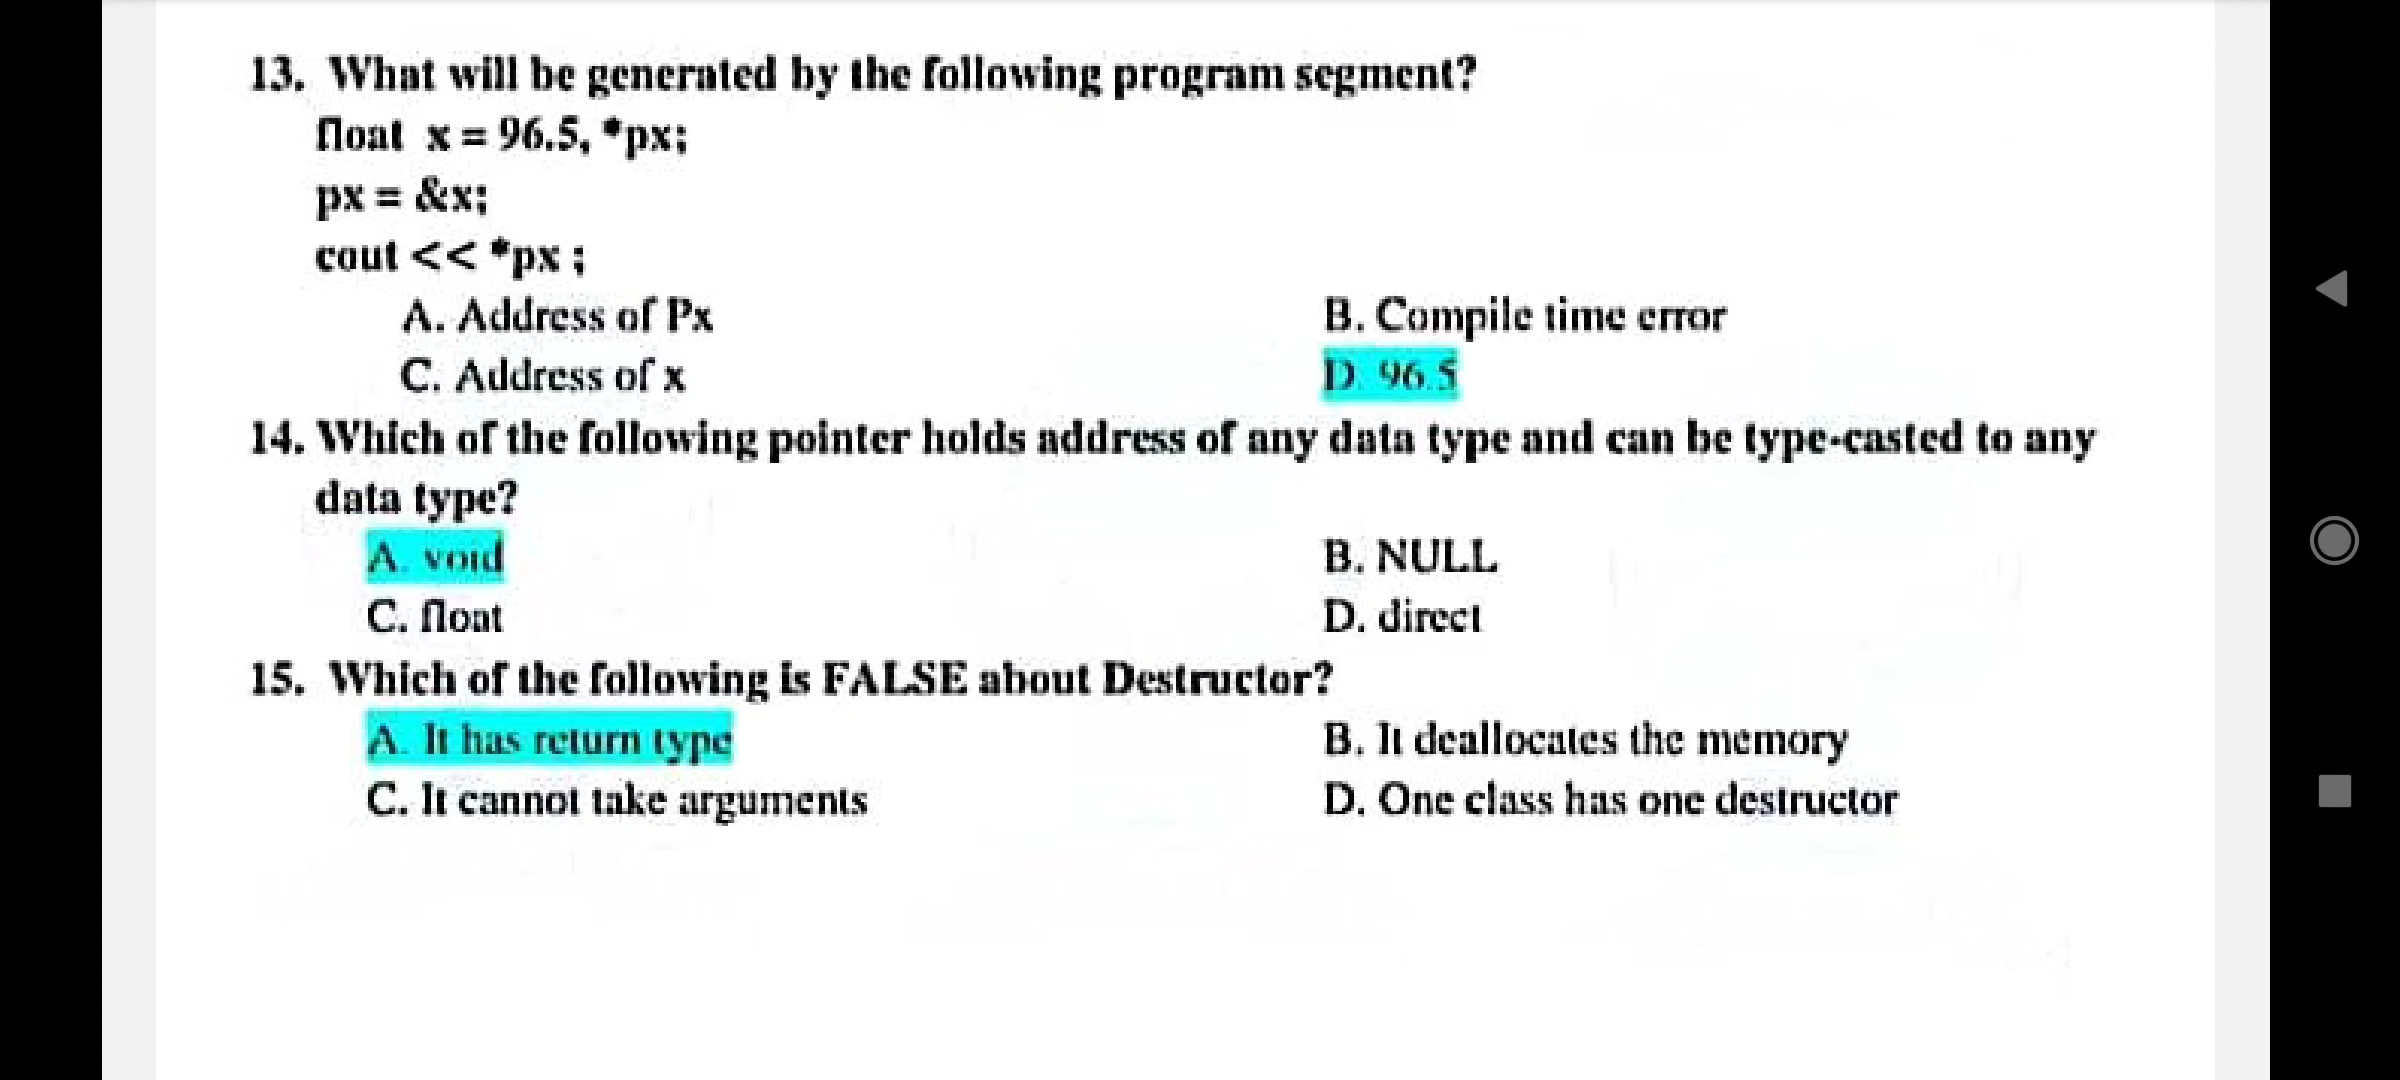 13. What will be generated by the following program segment?
float x = 96.5, *px;
px = &x;
cout << *px ;
A. Address of Px
B. Compile time error
C. Address of x
D. 96.5
14. Which of the following pointer holds address of any data type and can be type-casted to any
data type?
A. void
B. NULL
C. float
D. direct
15. Which of the following is FALSE about Destructor?
A. It has return type
B. It deallocates the memory
C. It cannot take arguments
D. One class has one destructor